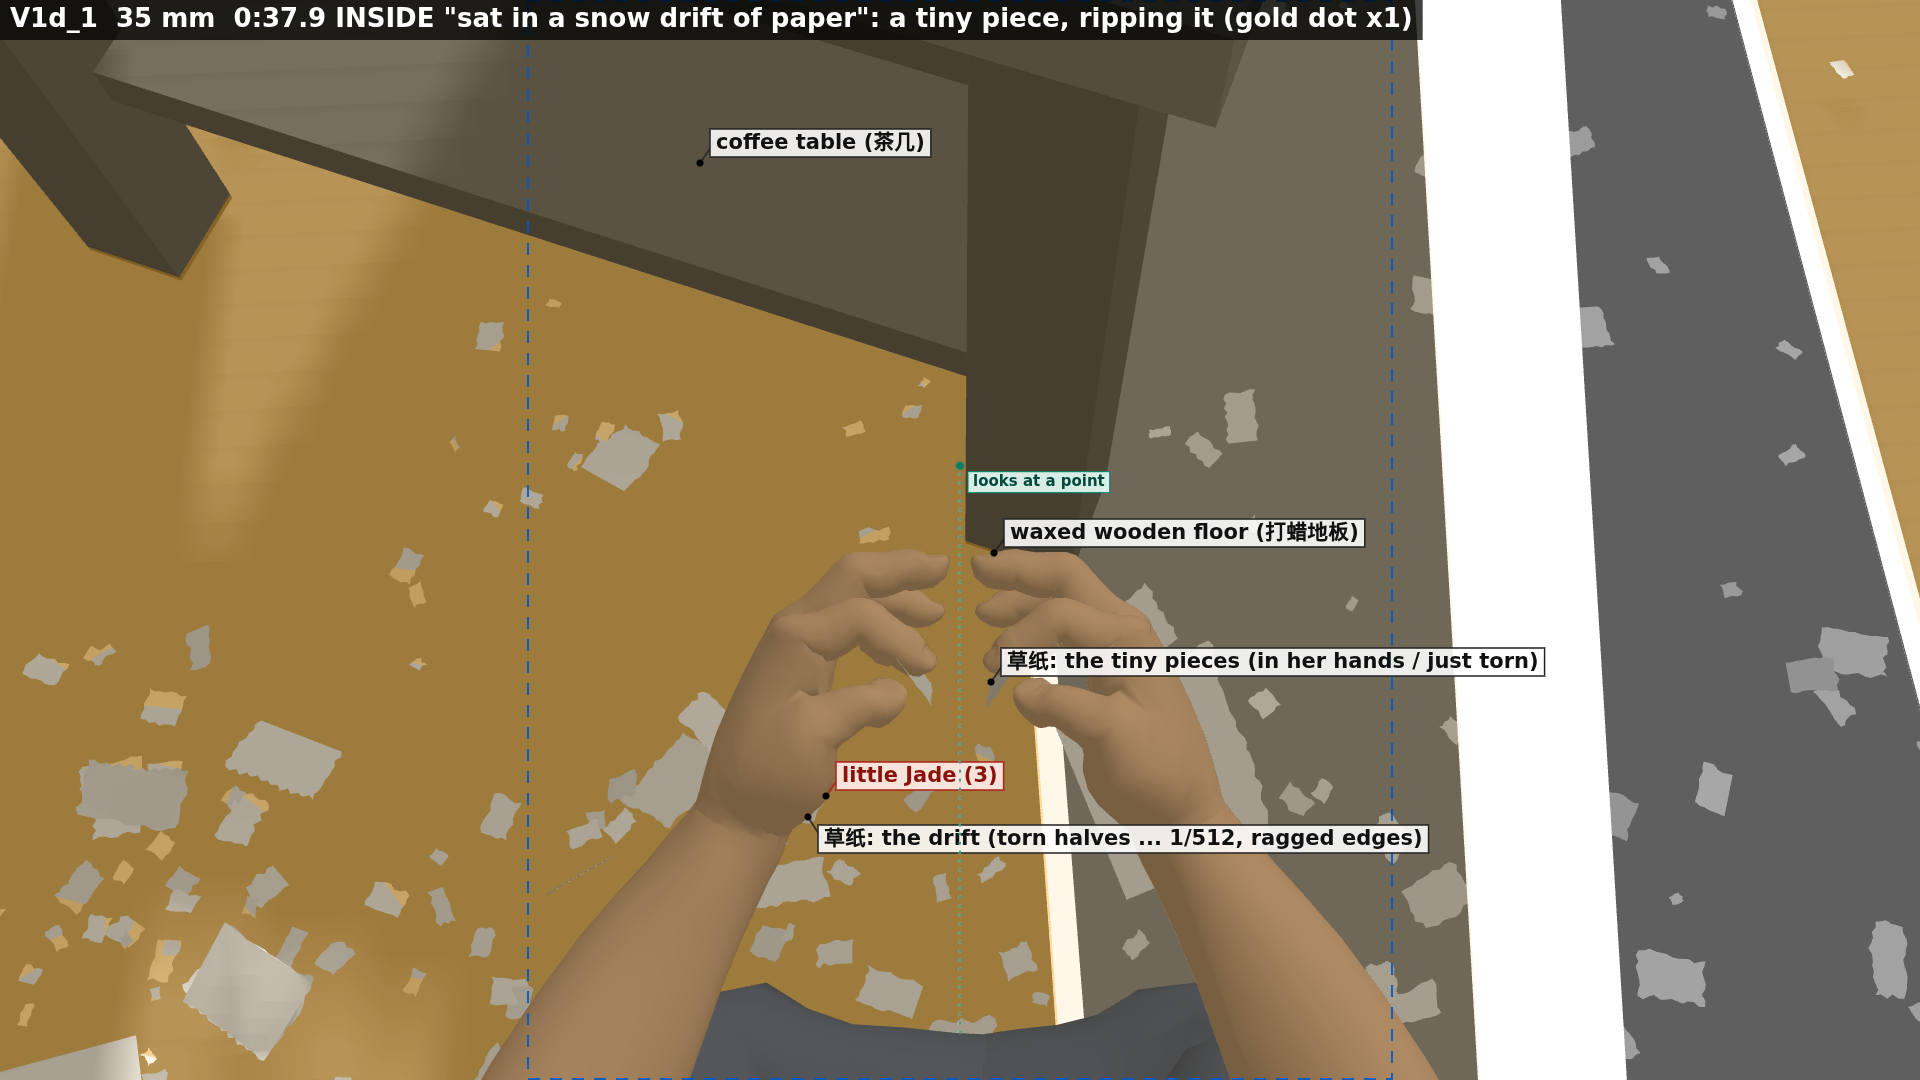 V1d_1 35 mm 0:37.9 INSIDE "sat in a snow drift of paper": a tiny piece, ripping it (gold dot x1)
coffee table (茶几)
looks at a point
waxed wooden floor (打蜡地板)
草纸: the tiny pieces (in her hands / just torn)
little Jade (3)
草纸: the drift (torn halves ... 1/512, ragged edges)